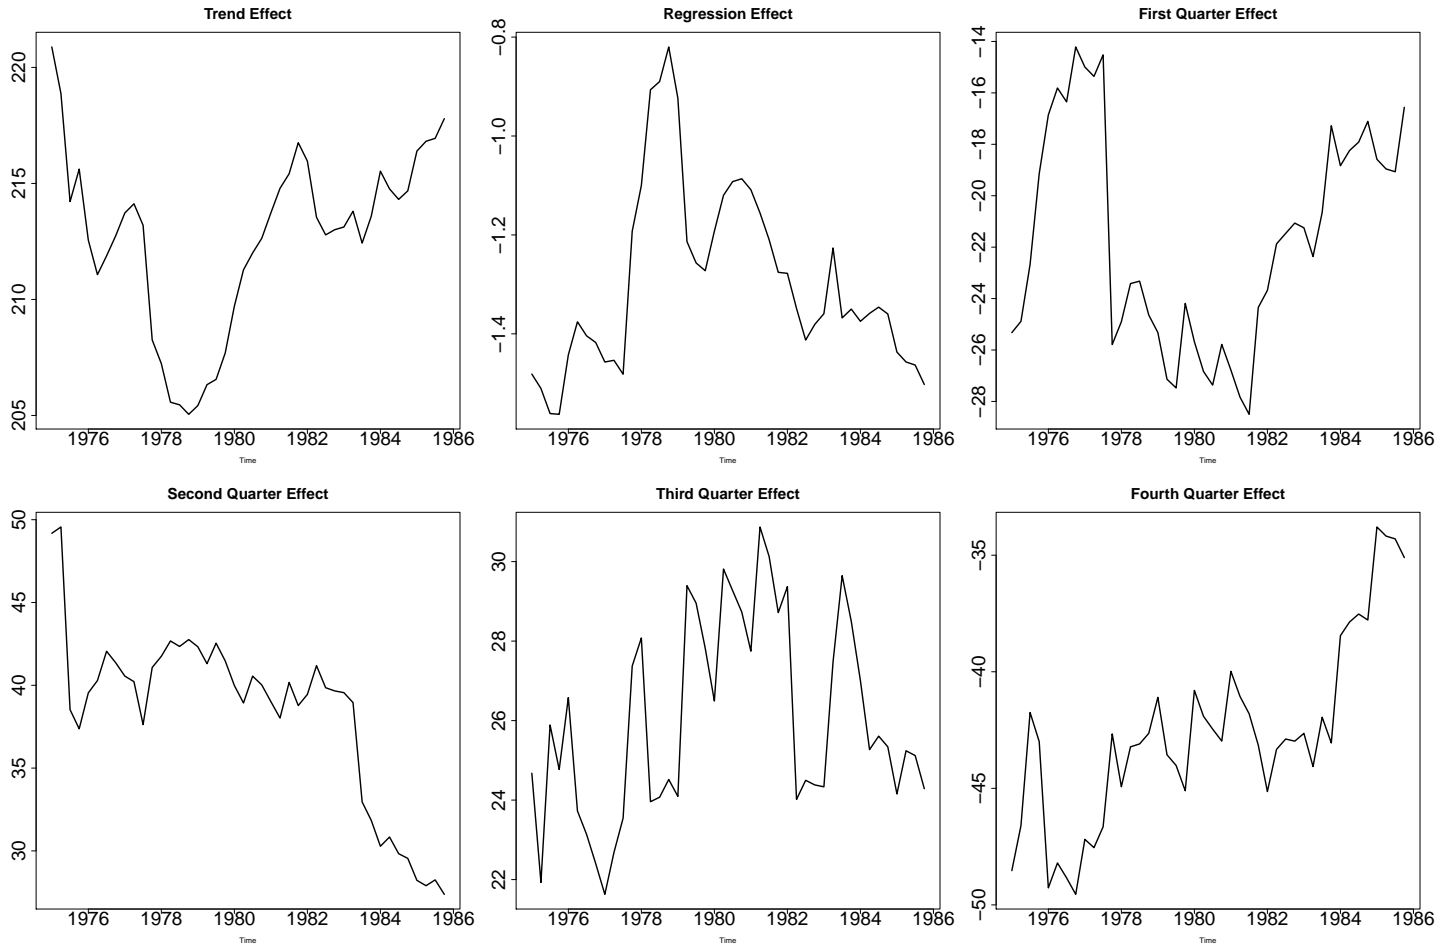 Trend Effect
220
215
210
205
1976 1978 1980 1982 1984 1986
Time
Regression Effect
−0.8
−1.0
−1.2
−1.4
1976 1978 1980 1982 1984 1986
Time
First Quarter Effect
−14
−16
−18
−20
−22
−24
−26
−28
1976 1978 1980 1982 1984 1986
Time
Second Quarter Effect
50
45
40
35
30
1976 1978 1980 1982 1984 1986
Time
Third Quarter Effect
30
28
26
24
22
1976 1978 1980 1982 1984 1986
Time
Fourth Quarter Effect
−35
−40
−45
−50
1976 1978 1980 1982 1984 1986
Time